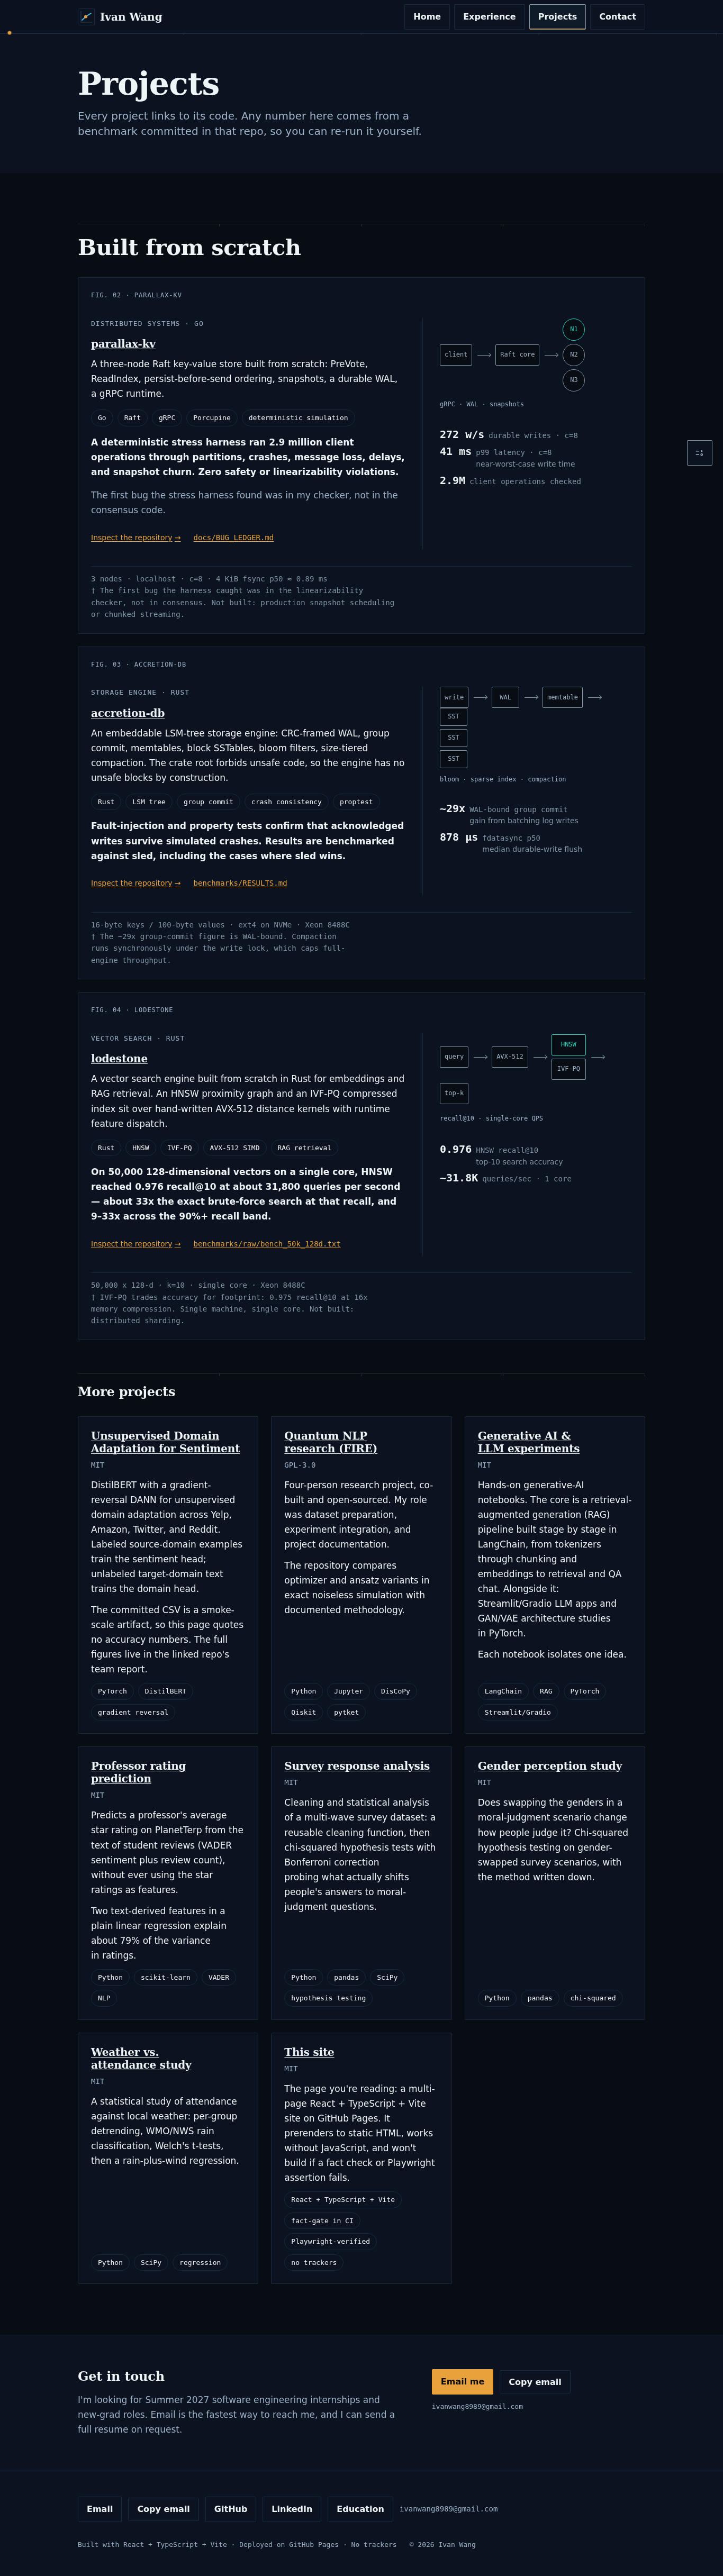 Ivan Wang
Home
Experience
Projects
Contact
Projects
Every project links to its code. Any number here comes from a
benchmark committed in that repo, so you can re-run it yourself.
Built from scratch
FIG. 02 · PARALLAX-KV
DISTRIBUTED SYSTEMS · GO
parallax-kv
A three-node Raft key-value store built from scratch: PreVote,
ReadIndex, persist-before-send ordering, snapshots, a durable WAL,
a gRPC runtime.
Go
Raft
gRPC
Porcupine
deterministic simulation
A deterministic stress harness ran 2.9 million client
operations through partitions, crashes, message loss, delays,
and snapshot churn. Zero safety or linearizability violations.
The first bug the stress harness found was in my checker, not in the
consensus code.
Inspect the repository →
docs/BUG_LEDGER.md
client
Raft core
N1
N2
N3
gRPC · WAL · snapshots
272 w/s durable writes · c=8
41 ms p99 latency · c=8
near-worst-case write time
2.9M client operations checked
3 nodes · localhost · c=8 · 4 KiB fsync p50 ≈ 0.89 ms
† The first bug the harness caught was in the linearizability
checker, not in consensus. Not built: production snapshot scheduling
or chunked streaming.
FIG. 03 · ACCRETION-DB
STORAGE ENGINE · RUST
accretion-db
An embeddable LSM-tree storage engine: CRC-framed WAL, group
commit, memtables, block SSTables, bloom filters, size-tiered
compaction. The crate root forbids unsafe code, so the engine has no
unsafe blocks by construction.
Rust
LSM tree
group commit
crash consistency
proptest
Fault-injection and property tests confirm that acknowledged
writes survive simulated crashes. Results are benchmarked
against sled, including the cases where sled wins.
Inspect the repository →
benchmarks/RESULTS.md
write
WAL
memtable
SST
SST
SST
bloom · sparse index · compaction
~29x WAL-bound group commit
gain from batching log writes
878 µs fdatasync p50
median durable-write flush
16-byte keys / 100-byte values · ext4 on NVMe · Xeon 8488C
† The ~29x group-commit figure is WAL-bound. Compaction
runs synchronously under the write lock, which caps full-
engine throughput.
FIG. 04 · LODESTONE
VECTOR SEARCH · RUST
lodestone
A vector search engine built from scratch in Rust for embeddings and
RAG retrieval. An HNSW proximity graph and an IVF-PQ compressed
index sit over hand-written AVX-512 distance kernels with runtime
feature dispatch.
Rust
HNSW
IVF-PQ
AVX-512 SIMD
RAG retrieval
On 50,000 128-dimensional vectors on a single core, HNSW
reached 0.976 recall@10 at about 31,800 queries per second
— about 33x the exact brute-force search at that recall, and
9–33x across the 90%+ recall band.
Inspect the repository →
benchmarks/raw/bench_50k_128d.txt
query
AVX-512
HNSW
IVF-PQ
top-k
recall@10 · single-core QPS
0.976 HNSW recall@10
top-10 search accuracy
~31.8K queries/sec · 1 core
50,000 x 128-d · k=10 · single core · Xeon 8488C
† IVF-PQ trades accuracy for footprint: 0.975 recall@10 at 16x
memory compression. Single machine, single core. Not built:
distributed sharding.
More projects
Unsupervised Domain
Adaptation for Sentiment
MIT
DistilBERT with a gradient-
reversal DANN for unsupervised
domain adaptation across Yelp,
Amazon, Twitter, and Reddit.
Labeled source-domain examples
train the sentiment head;
unlabeled target-domain text
trains the domain head.
The committed CSV is a smoke-
scale artifact, so this page quotes
no accuracy numbers. The full
figures live in the linked repo's
team report.
PyTorch
DistilBERT
gradient reversal
Quantum NLP
research (FIRE)
GPL-3.0
Four-person research project, co-
built and open-sourced. My role
was dataset preparation,
experiment integration, and
project documentation.
The repository compares
optimizer and ansatz variants in
exact noiseless simulation with
documented methodology.
Python
Jupyter
DisCoPy
Qiskit
pytket
Generative AI &
LLM experiments
MIT
Hands-on generative-AI
notebooks. The core is a retrieval-
augmented generation (RAG)
pipeline built stage by stage in
LangChain, from tokenizers
through chunking and
embeddings to retrieval and QA
chat. Alongside it:
Streamlit/Gradio LLM apps and
GAN/VAE architecture studies
in PyTorch.
Each notebook isolates one idea.
LangChain
RAG
PyTorch
Streamlit/Gradio
Professor rating
prediction
MIT
Predicts a professor's average
star rating on PlanetTerp from the
text of student reviews (VADER
sentiment plus review count),
without ever using the star
ratings as features.
Two text-derived features in a
plain linear regression explain
about 79% of the variance
in ratings.
Python
scikit-learn
VADER
NLP
Survey response analysis
MIT
Cleaning and statistical analysis
of a multi-wave survey dataset: a
reusable cleaning function, then
chi-squared hypothesis tests with
Bonferroni correction
probing what actually shifts
people's answers to moral-
judgment questions.
Python
pandas
SciPy
hypothesis testing
Gender perception study
MIT
Does swapping the genders in a
moral-judgment scenario change
how people judge it? Chi-squared
hypothesis testing on gender-
swapped survey scenarios, with
the method written down.
Python
pandas
chi-squared
Weather vs.
attendance study
MIT
A statistical study of attendance
against local weather: per-group
detrending, WMO/NWS rain
classification, Welch's t-tests,
then a rain-plus-wind regression.
Python
SciPy
regression
This site
MIT
The page you're reading: a multi-
page React + TypeScript + Vite
site on GitHub Pages. It
prerenders to static HTML, works
without JavaScript, and won't
build if a fact check or Playwright
assertion fails.
React + TypeScript + Vite
fact-gate in CI
Playwright-verified
no trackers
Get in touch
I'm looking for Summer 2027 software engineering internships and
new-grad roles. Email is the fastest way to reach me, and I can send a
full resume on request.
Email me
Copy email
ivanwang8989@gmail.com
Email
Copy email
GitHub
LinkedIn
Education
ivanwang8989@gmail.com
Built with React + TypeScript + Vite · Deployed on GitHub Pages · No trackers
© 2026 Ivan Wang